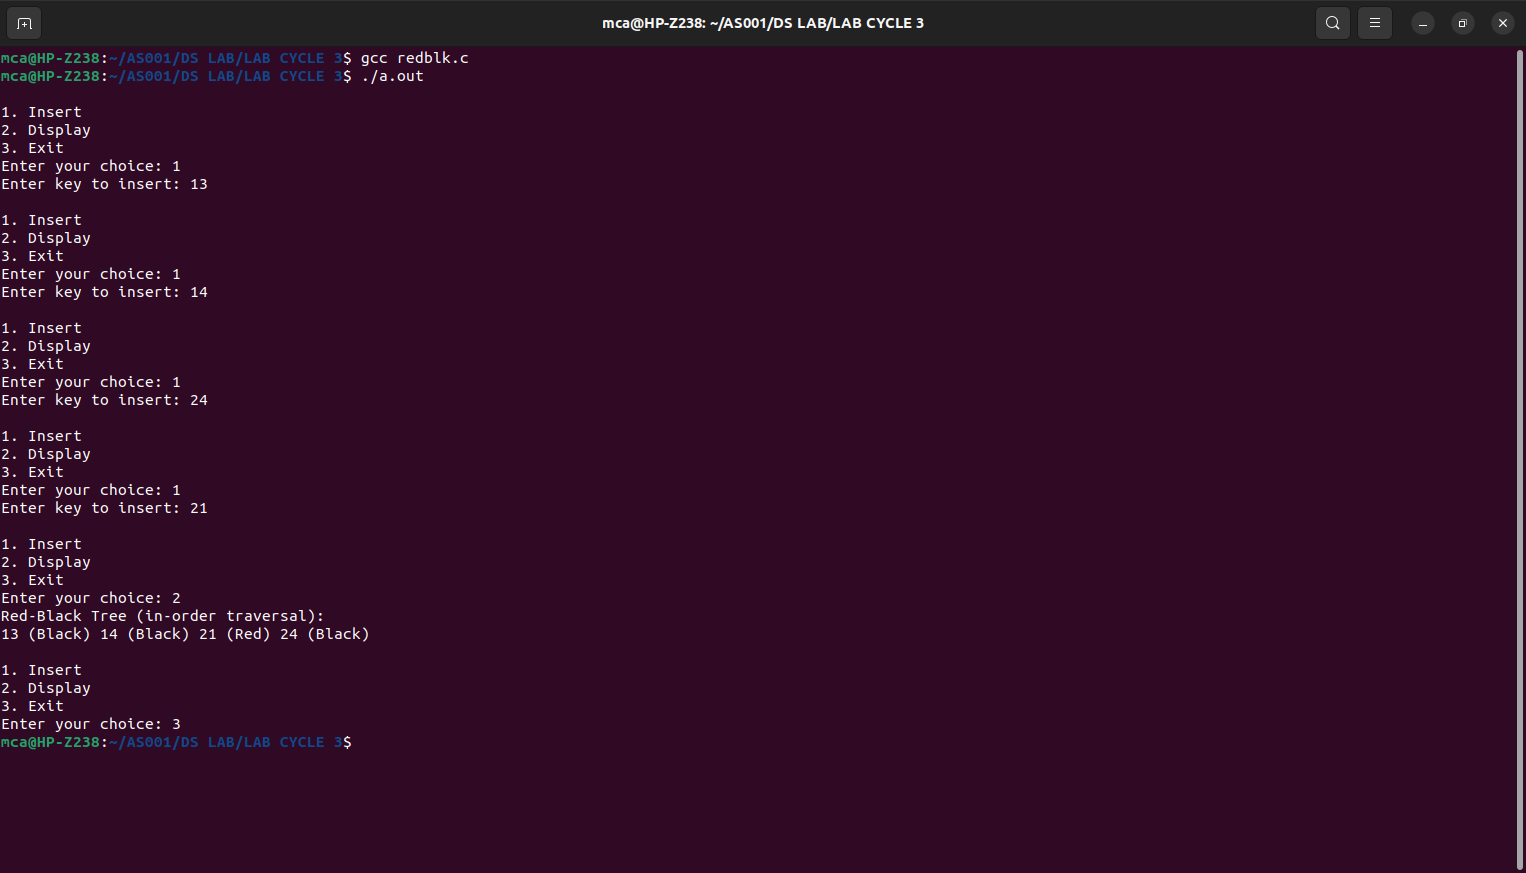 mca@HP-Z238: ~/AS001/DS LAB/LAB CYCLE 3
mca@HP-Z238:~/AS001/DS LAB/LAB CYCLE 3$ gcc redblk.c
mca@HP-Z238:~/AS001/DS LAB/LAB CYCLE 3$ ./a.out
1. Insert
2. Display
3. Exit
Enter your choice: 1
Enter key to insert: 13
1. Insert
2. Display
3. Exit
Enter your choice: 1
Enter key to insert: 14
1. Insert
2. Display
3. Exit
Enter your choice: 1
Enter key to insert: 24
1. Insert
2. Display
3. Exit
Enter your choice: 1
Enter key to insert: 21
1. Insert
2. Display
3. Exit
Enter your choice: 2
Red-Black Tree (in-order traversal):
13 (Black) 14 (Black) 21 (Red) 24 (Black)
1. Insert
2. Display
3. Exit
Enter your choice: 3
mca@HP-Z238:~/AS001/DS LAB/LAB CYCLE 3$